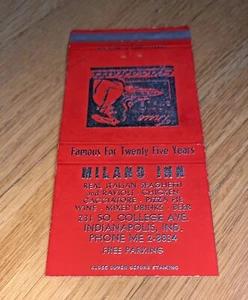 Famous For Twenty Five Years
MILANO INN
REAL ITALIAN SPAGHETTI
AND RAVIOLI, CHICKEN
CACCIATORE, PIZZA PIE
WINE, MIXED DRINKS, BEER
231 SO. COLLEGE AVE.
INDIANAPOLIS, IND.
PHONE ME 2-8834
FREE PARKING
CLOSE COVER BEFORE STRIKING